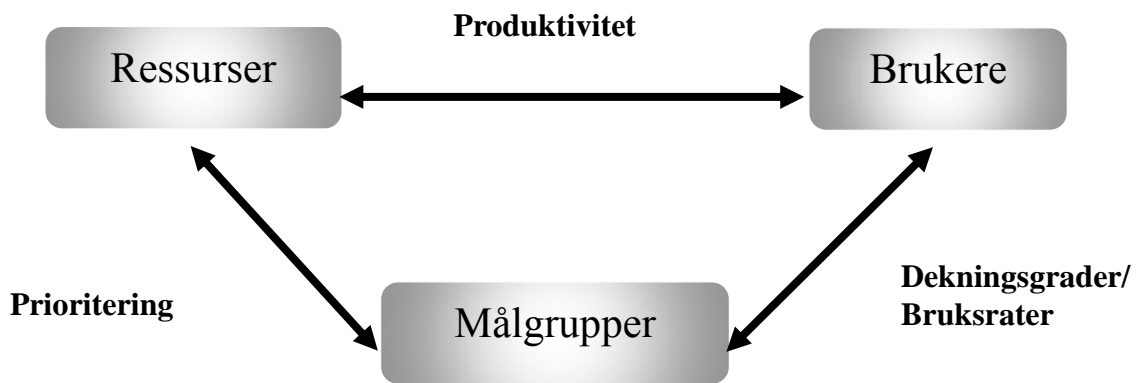 Produktivitet
Ressurser
Brukere
Prioritering
Målgrupper
Dekningsgrader/
Bruksrater